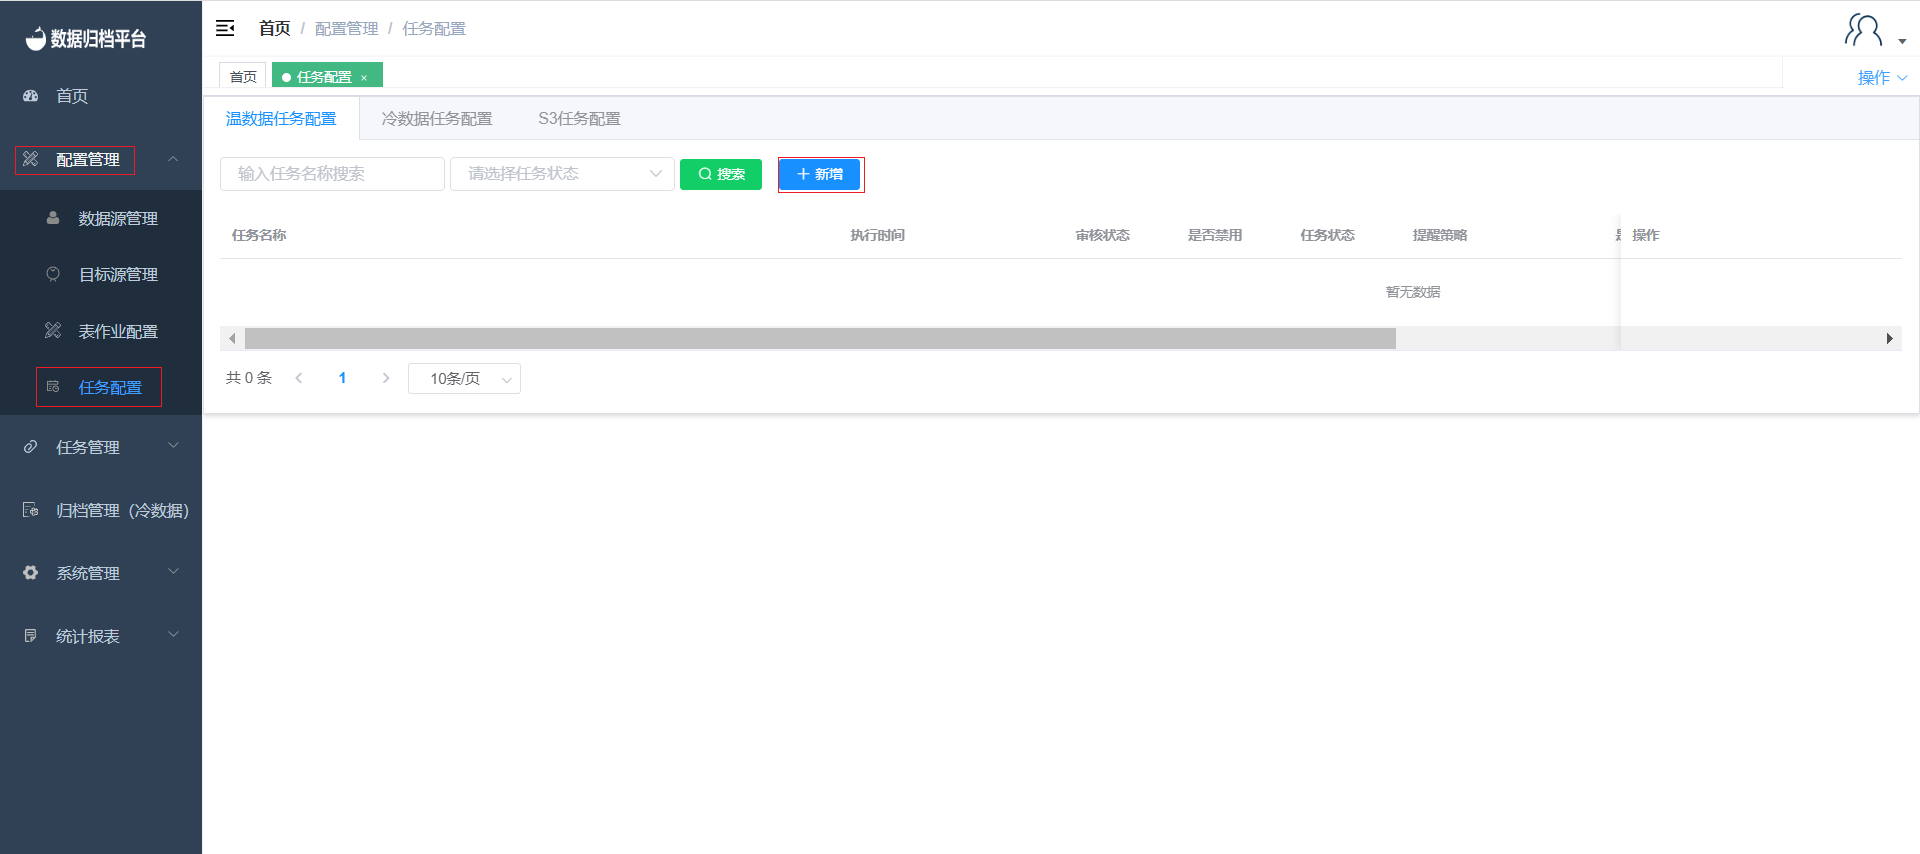 数据归档平台
首页
配置管理
数据源管理
目标源管理
表作业配置
任务配置
任务管理
归档管理（冷数据）
系统管理
统计报表
首页 / 配置管理 / 任务配置
首页 任务配置 × 操作
温数据任务配置 冷数据任务配置 S3任务配置
输入任务名称搜索 请选择任务状态 搜索 + 新增
任务名称 执行时间 审核状态 是否禁用 任务状态 提醒策略 操作
暂无数据
共 0 条 < 1 > 10条/页